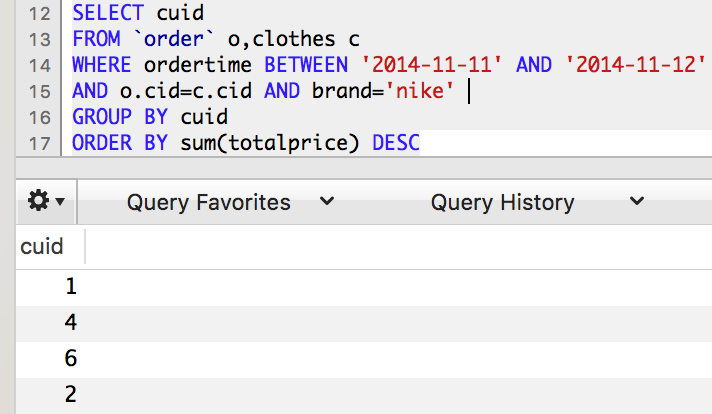 12 SELECT cuid
13 FROM `order` o,clothes c
14 WHERE ordertime BETWEEN '2014-11-11' AND '2014-11-12'
15 AND o.cid=c.cid AND brand='nike'
16 GROUP BY cuid
17 ORDER BY sum(totalprice) DESC
Query Favorites Query History
cuid
1
4
6
2